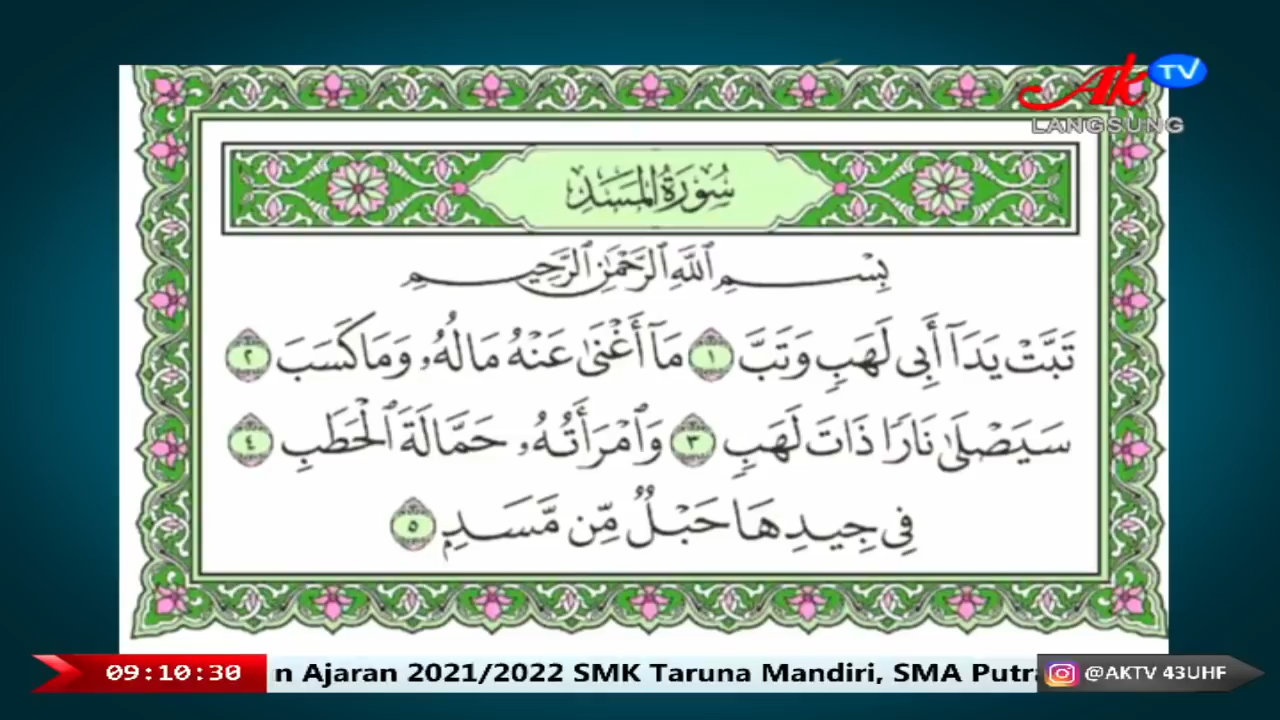 Ak TV
LANGSUNG
سُورَةُ المَسَدِ
بِسْمِ ٱللَّهِ ٱلرَّحْمَٰنِ ٱلرَّحِيمِ
تَبَّتْ يَدَآ أَبِى لَهَبٍ وَتَبَّ ١ مَآ أَغْنَىٰ عَنْهُ مَالُهُۥ وَمَا كَسَبَ ٢
سَيَصْلَىٰ نَارًا ذَاتَ لَهَبٍ ٣ وَٱمْرَأَتُهُۥ حَمَّالَةَ ٱلْحَطَبِ ٤
فِى جِيدِهَا حَبْلٌ مِّن مَّسَدٍۭ ٥
09:10:30 n Ajaran 2021/2022 SMK Taruna Mandiri, SMA Putra @AKTV 43UHF